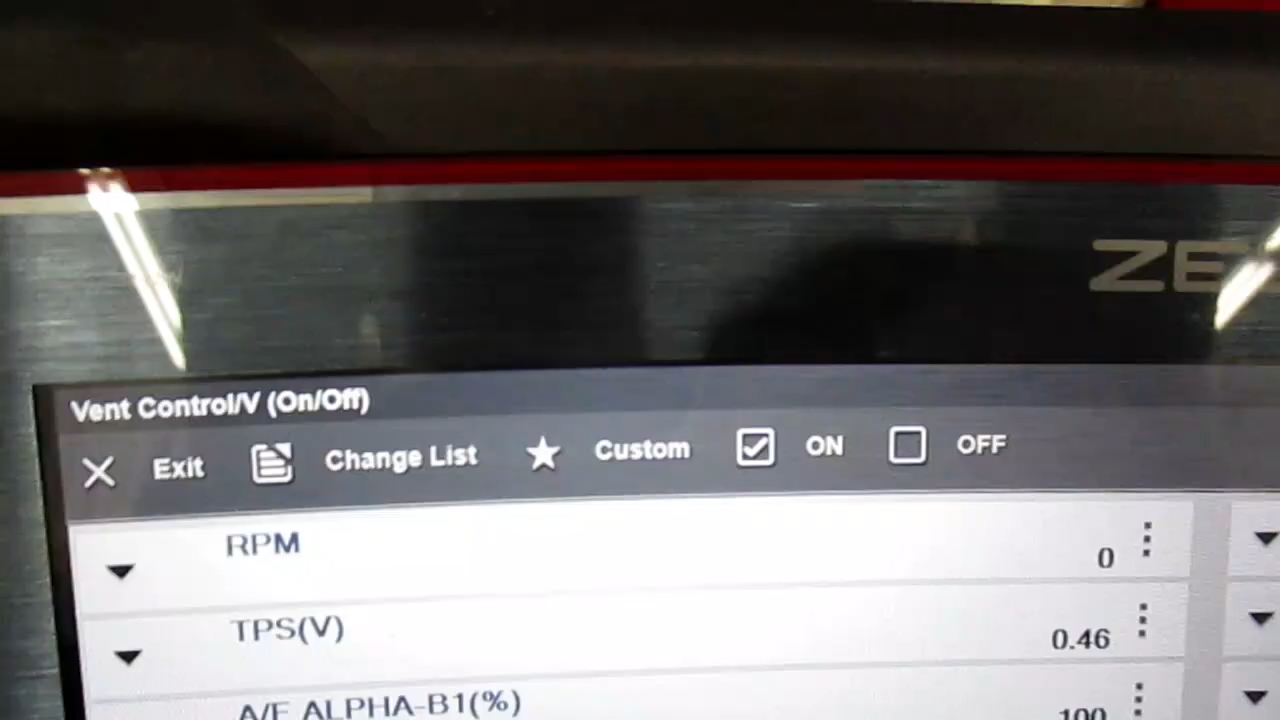 ZE
Vent Control/V (On/Off)
Exit Change List Custom ON OFF
RPM 0
TPS(V) 0.46
A/F ALPHA-B1(%) 100